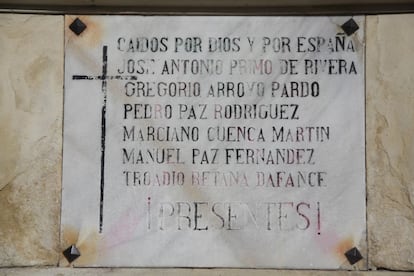 CAIDOS POR DIOS Y POR ESPAÑA
JOSE ANTONIO PRIMO DE RIVERA
GREGORIO ARROYO PARDO
PEDRO PAZ RODRIGUEZ
MARCIANO CUENCA MARTIN
MANUEL PAZ FERNANDEZ
TROADIO RETANA DAFANCE
¡PRESENTES!